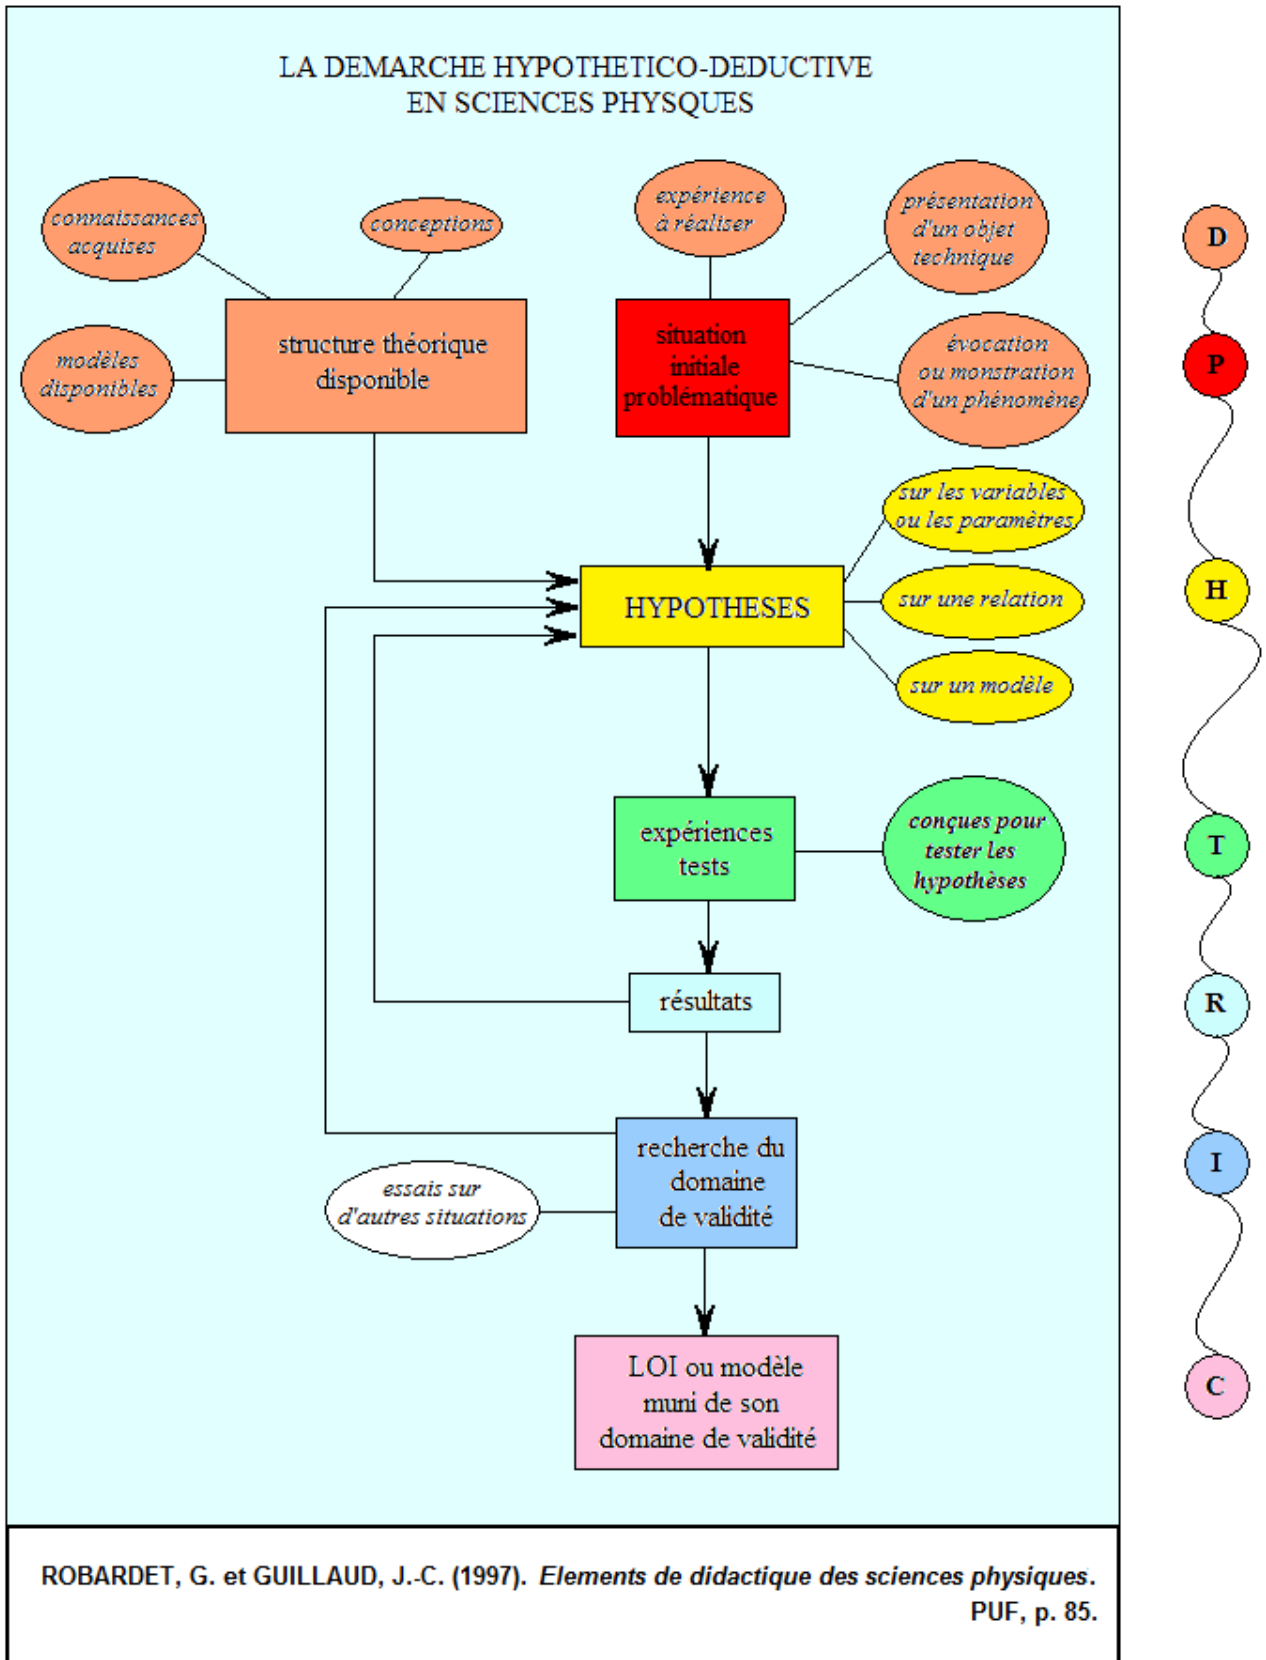 LA DEMARCHE HYPOTHETICO-DEDUCTIVE
EN SCIENCES PHYSQUES
connaissances
acquises
conceptions
modèles
disponibles
structure théorique
disponible
expérience
à réaliser
présentation
d'un objet
technique
évocation
ou monstration
d'un phénomène
situation
initiale
problématique
sur les variables
ou les paramètres
sur une relation
sur un modèle
HYPOTHESES
expériences
tests
conçues pour
tester les
hypothèses
résultats
recherche du
domaine
de validité
essais sur
d'autres situations
LOI ou modèle
muni de son
domaine de validité
D
P
H
T
R
I
C
ROBARDET, G. et GUILLAUD, J.-C. (1997). Elements de didactique des sciences physiques.
PUF, p. 85.